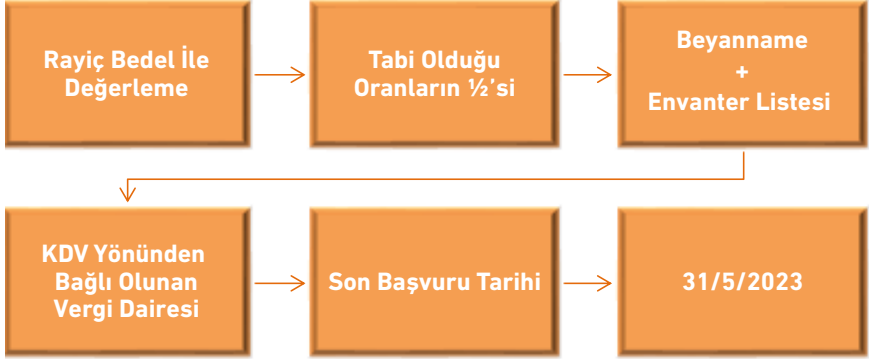 Rayiç Bedel İle
Değerleme
Tabi Olduğu
Oranların ½’si
Beyanname
+
Envanter Listesi
KDV Yönünden
Bağlı Olunan
Vergi Dairesi
Son Başvuru Tarihi
31/5/2023